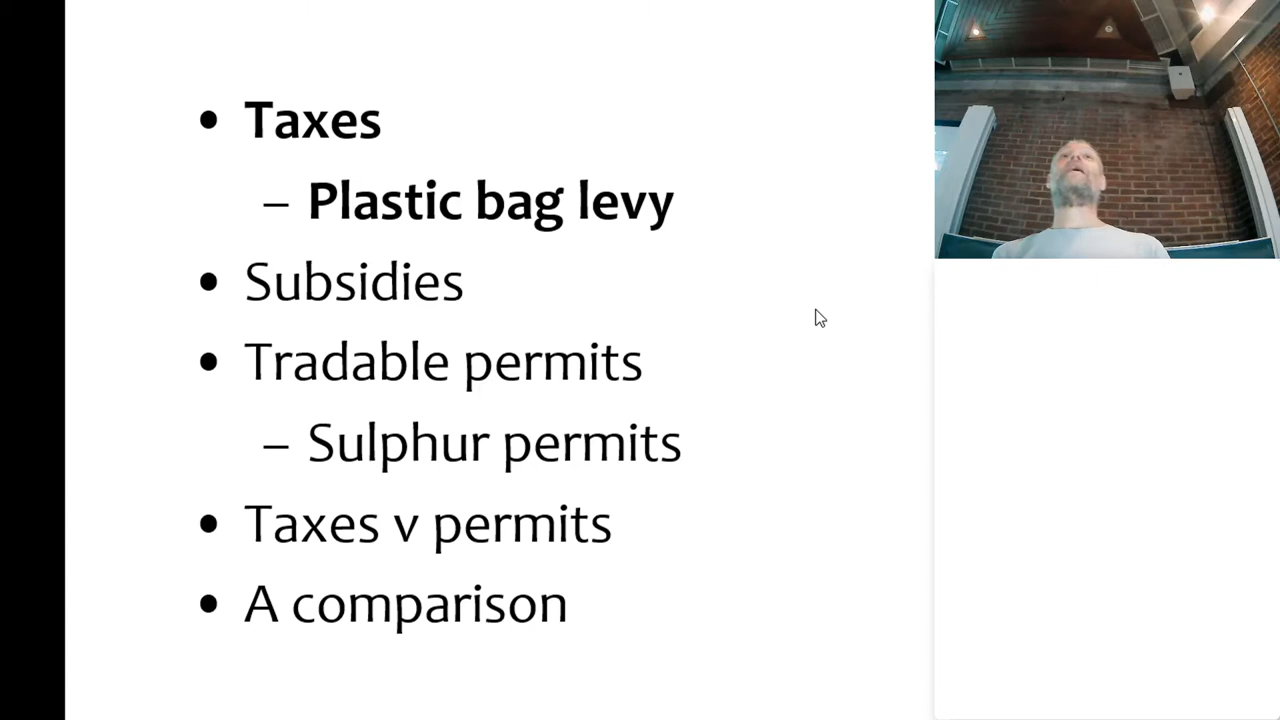 • Taxes
– Plastic bag levy
• Subsidies
• Tradable permits
– Sulphur permits
• Taxes v permits
• A comparison